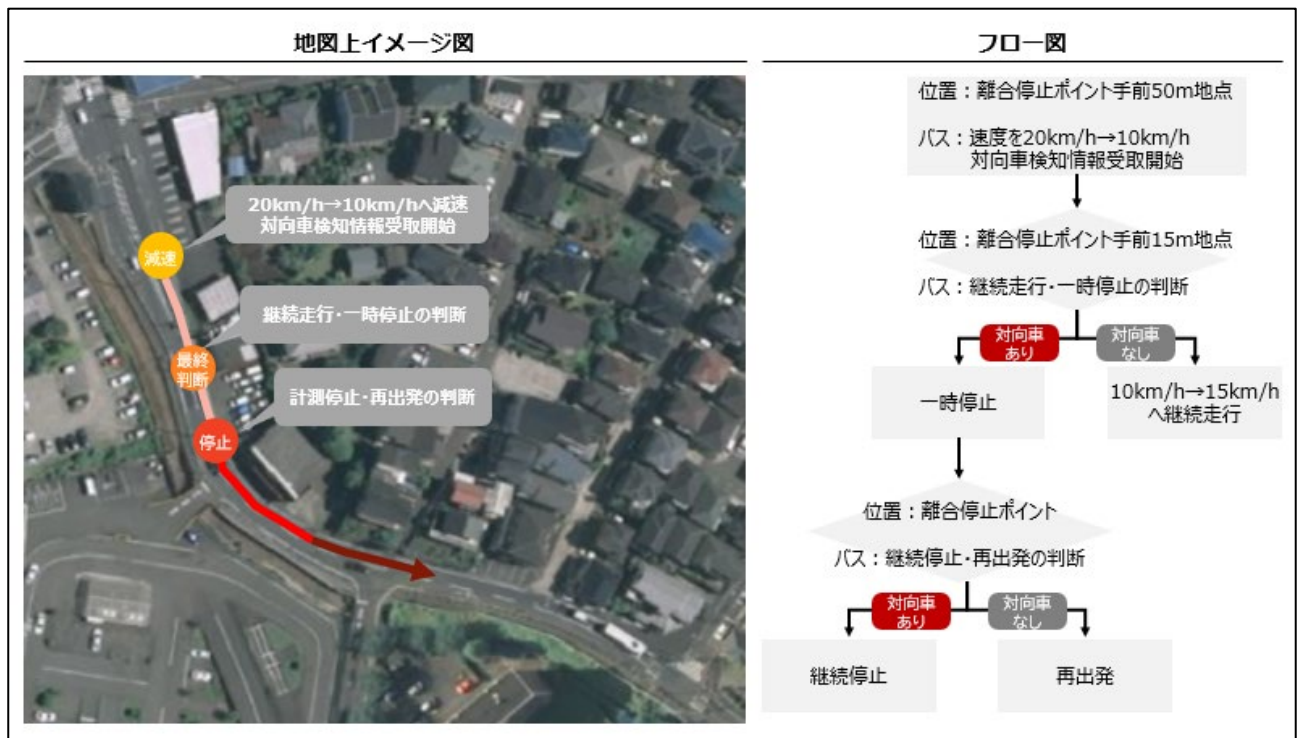 地図上イメージ図
20km/h→10km/hへ減速
対向車検知情報受取開始
減速
継続走行・一時停止の判断
最終
判断
計測停止・再出発の判断
停止
フロー図
位置：離合停止ポイント手前50m地点
バス：速度を20km/h→10km/h
対向車検知情報受取開始
位置：離合停止ポイント手前15m地点
バス：継続走行・一時停止の判断
対向車
あり
対向車
なし
一時停止
10km/h→15km/h
へ継続走行
位置：離合停止ポイント
バス：継続停止・再出発の判断
対向車
あり
対向車
なし
継続停止
再出発